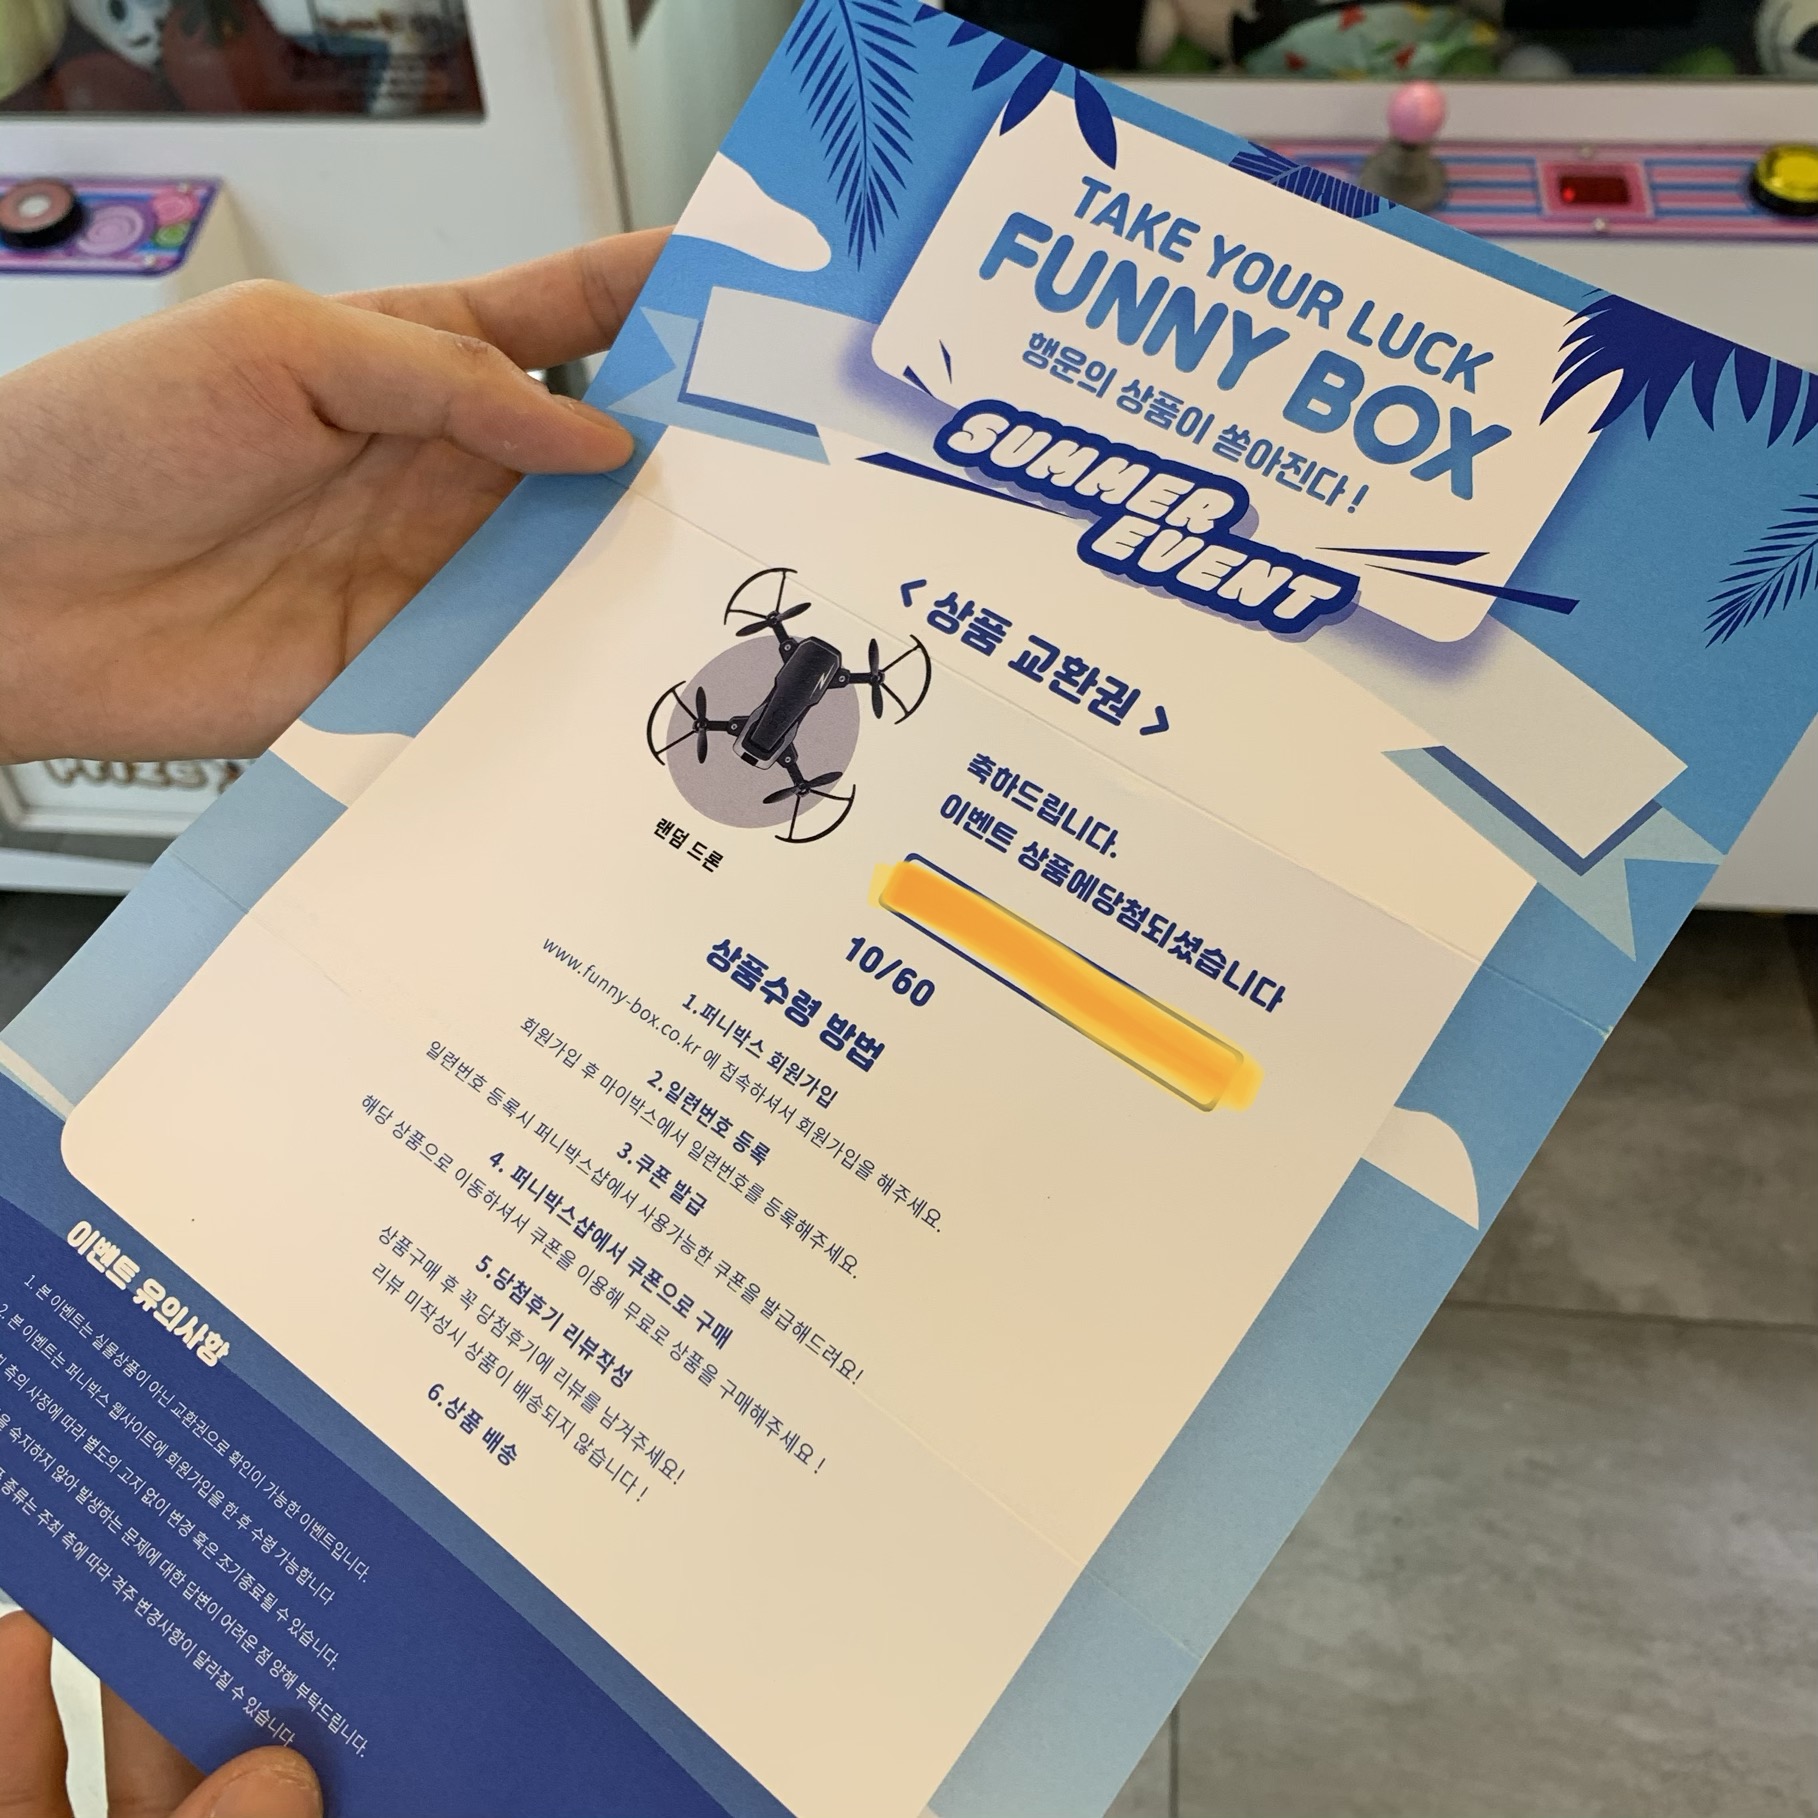 TAKE YOUR LUCK
FUNNY BOX
행운의 상품이 쏟아진다 !
SUMMER
EVENT
< 상품 교환권 >
랜덤 드론
축하드립니다.
이벤트 상품에당첨되셨습니다
10/60
상품수령 방법
1.퍼니박스 회원가입
www.funny-box.co.kr 에 접속하셔서 회원가입을 해주세요.
2.일련번호 등록
회원가입 후 마이박스에서 일련번호를 등록해주세요.
3.쿠폰 발급
일련번호 등록시 퍼니박스샵에서 사용가능한 쿠폰을 발급해드려요!
4. 퍼니박스샵에서 쿠폰으로 구매
해당 상품으로 이동하셔서 쿠폰을 이용해 무료로 상품을 구매해주세요 !
5.당첨후기 리뷰작성
상품구매 후 꼭 당첨후기에 리뷰를 남겨주세요!
리뷰 미작성시 상품이 배송되지 않습니다 !
6.상품 배송
이벤트 유의사항
1. 본 이벤트는 실물상품이 아닌 교환권으로 확인이 가능한 이벤트입니다.
2. 본 이벤트는 퍼니박스 웹사이트에 회원가입을 한 후 수령 가능합니다
측의 사정에 따라 별도의 고지 없이 변경 혹은 조기종료될 수 있습니다.
숙지하지 않아 발생하는 문제에 대한 답변이 어려운 점 양해 부탁드립니다.
종류는 주최 측에 따라 격주 변경사항이 달라질 수 있습니다.